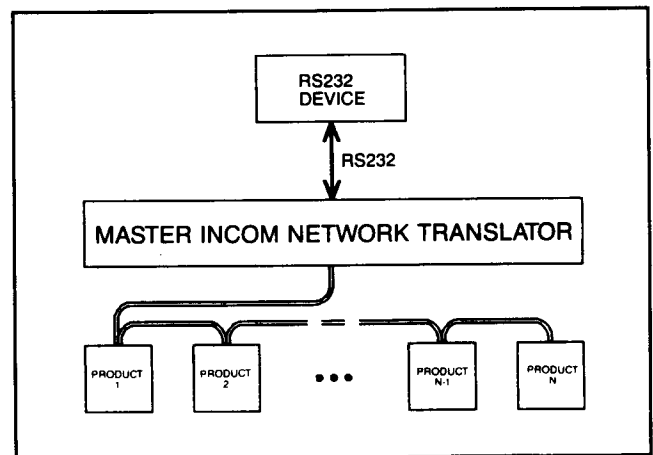 RS232
DEVICE
RS232
MASTER INCOM NETWORK TRANSLATOR
PRODUCT
1
PRODUCT
2
PRODUCT
N-1
PRODUCT
N